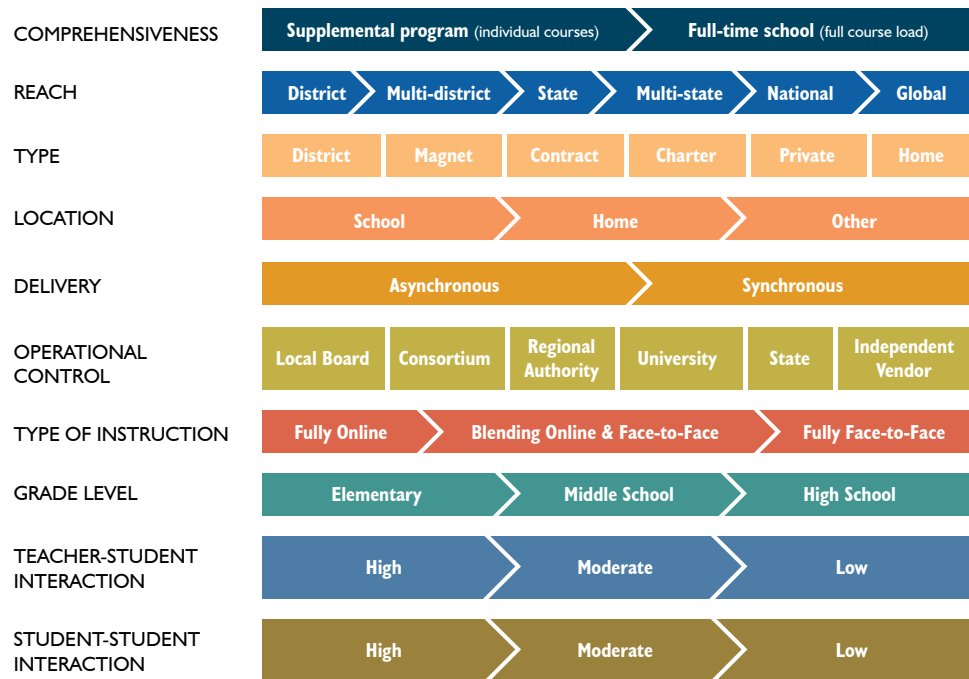 COMPREHENSIVENESS
Supplemental program (individual courses)
Full-time school (full course load)
REACH
District
Multi-district
State
Multi-state
National
Global
TYPE
District
Magnet
Contract
Charter
Private
Home
LOCATION
School
Home
Other
DELIVERY
Asynchronous
Synchronous
OPERATIONAL
CONTROL
Local Board
Consortium
Regional
Authority
University
State
Independent
Vendor
TYPE OF INSTRUCTION
Fully Online
Blending Online & Face-to-Face
Fully Face-to-Face
GRADE LEVEL
Elementary
Middle School
High School
TEACHER-STUDENT
INTERACTION
High
Moderate
Low
STUDENT-STUDENT
INTERACTION
High
Moderate
Low